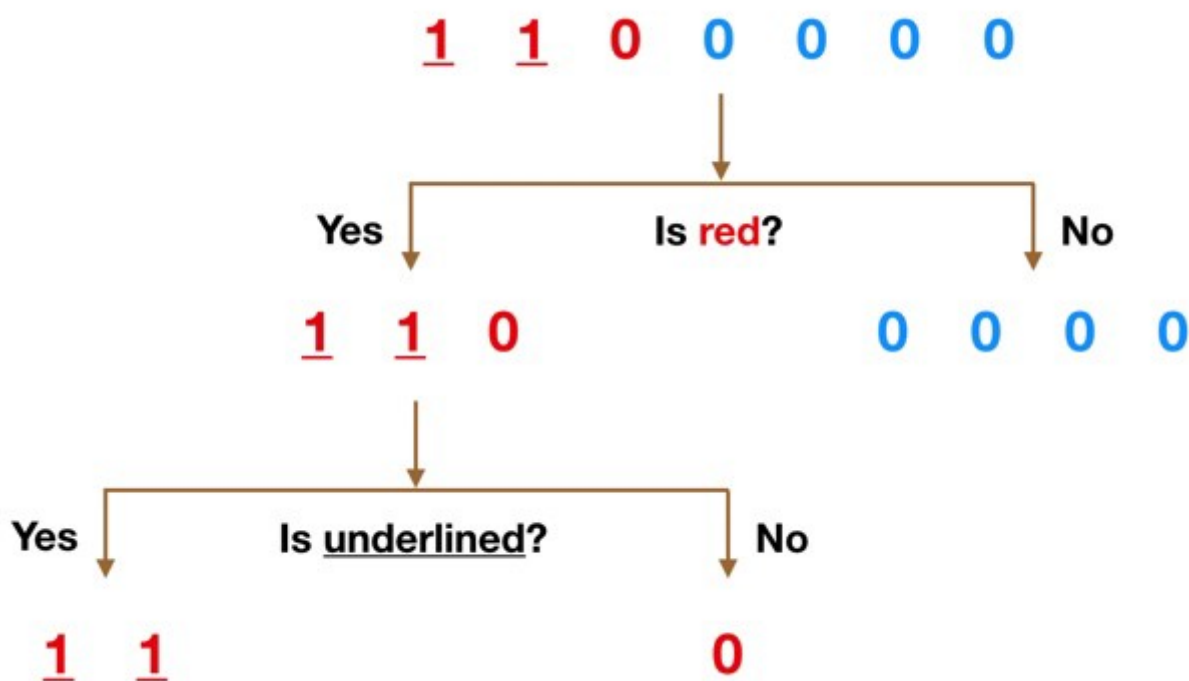 1 1 0 0 0 0 0
Yes Is red? No
1 1 0 0 0 0 0
Yes Is underlined? No
1 1 0